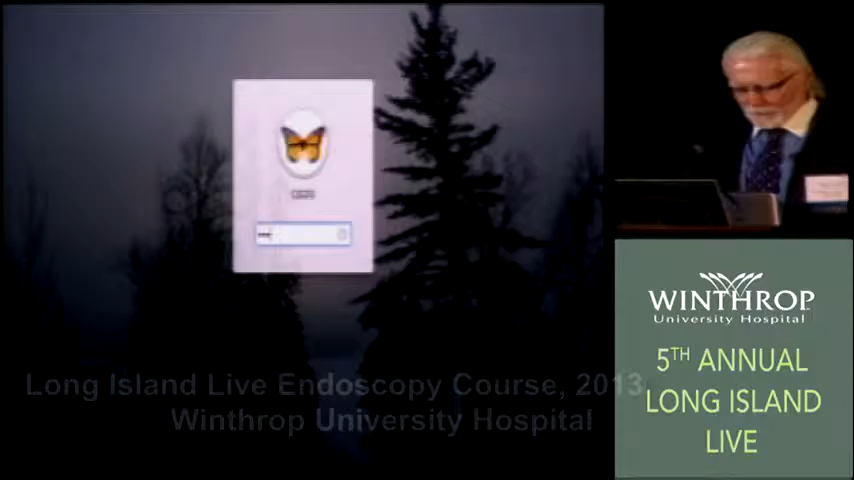 Long Island Live Endoscopy Course, 2013
Winthrop University Hospital
WINTHROP
University Hospital
5TH ANNUAL
LONG ISLAND
LIVE